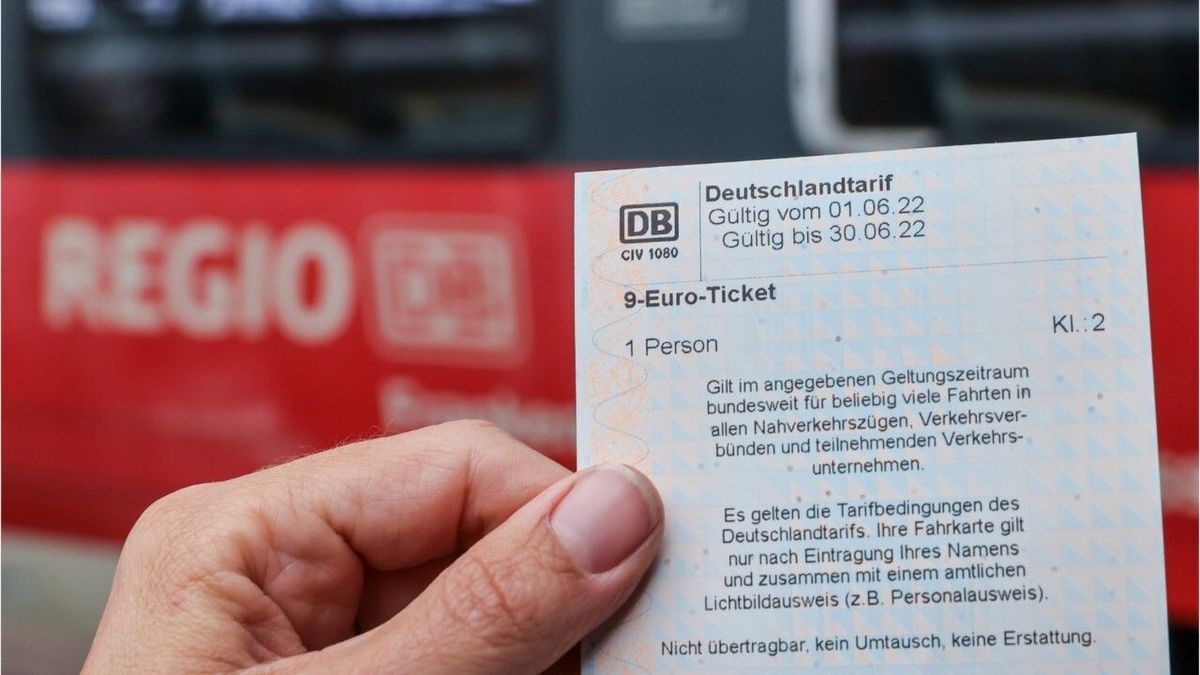 REGIO DB
DB
CIV 1080
Deutschlandtarif
Gültig vom 01.06.22
Gültig bis 30.06.22
9-Euro-Ticket
1 Person
Kl.: 2
Gilt im angegebenen Geltungszeitraum
bundesweit für beliebig viele Fahrten in
allen Nahverkehrszügen, Verkehrsver-
bünden und teilnehmenden Verkehrs-
unternehmen.
Es gelten die Tarifbedingungen des
Deutschlandtarifs. Ihre Fahrkarte gilt
nur nach Eintragung Ihres Namens
und zusammen mit einem amtlichen
Lichtbildausweis (z.B. Personalausweis).
Nicht übertragbar, kein Umtausch, keine Erstattung.